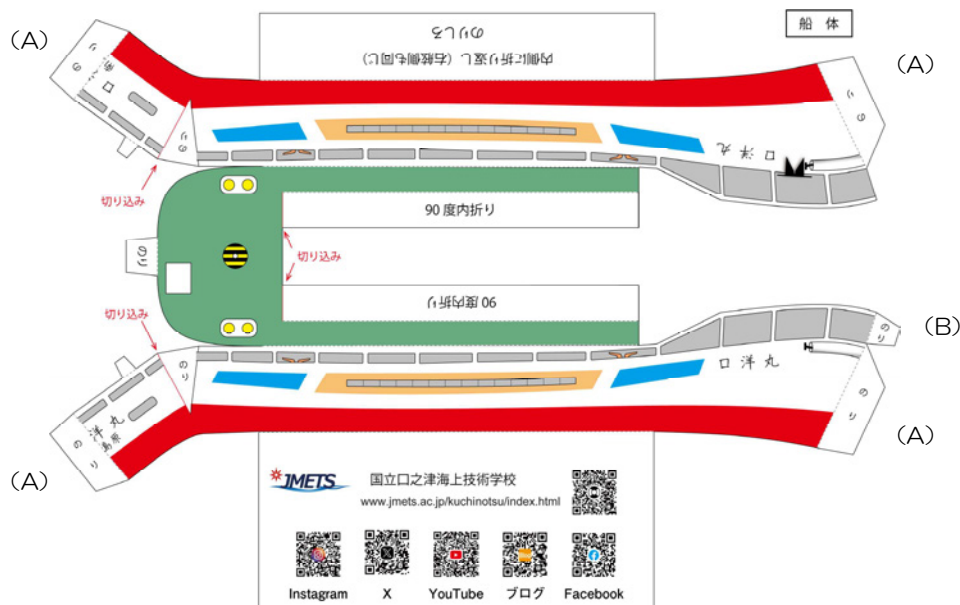 船体
(A)
(A)
のりしろ
内側に折り返し(右舷側も同じ)
のり
のり
のり
口洋丸
切り込み
90度内折り
のり
切り込み
90度内折り
切り込み
(B)
のり
のり
口洋丸
のり
洋丸
島原
のり
(A)
(A)
JMETS
国立口之津海上技術学校
www.jmets.ac.jp/kuchinotsu/index.html
Instagram
X
YouTube
ブログ
Facebook